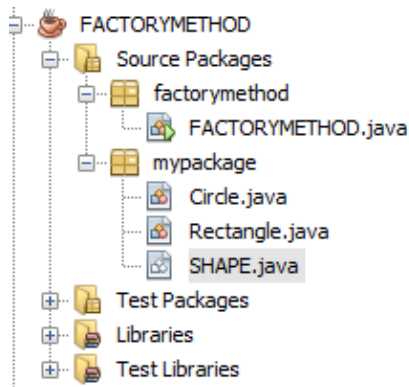 FACTORYMETHOD
Source Packages
factorymethod
FACTORYMETHOD.java
mypackage
Circle.java
Rectangle.java
SHAPE.java
Test Packages
Libraries
Test Libraries